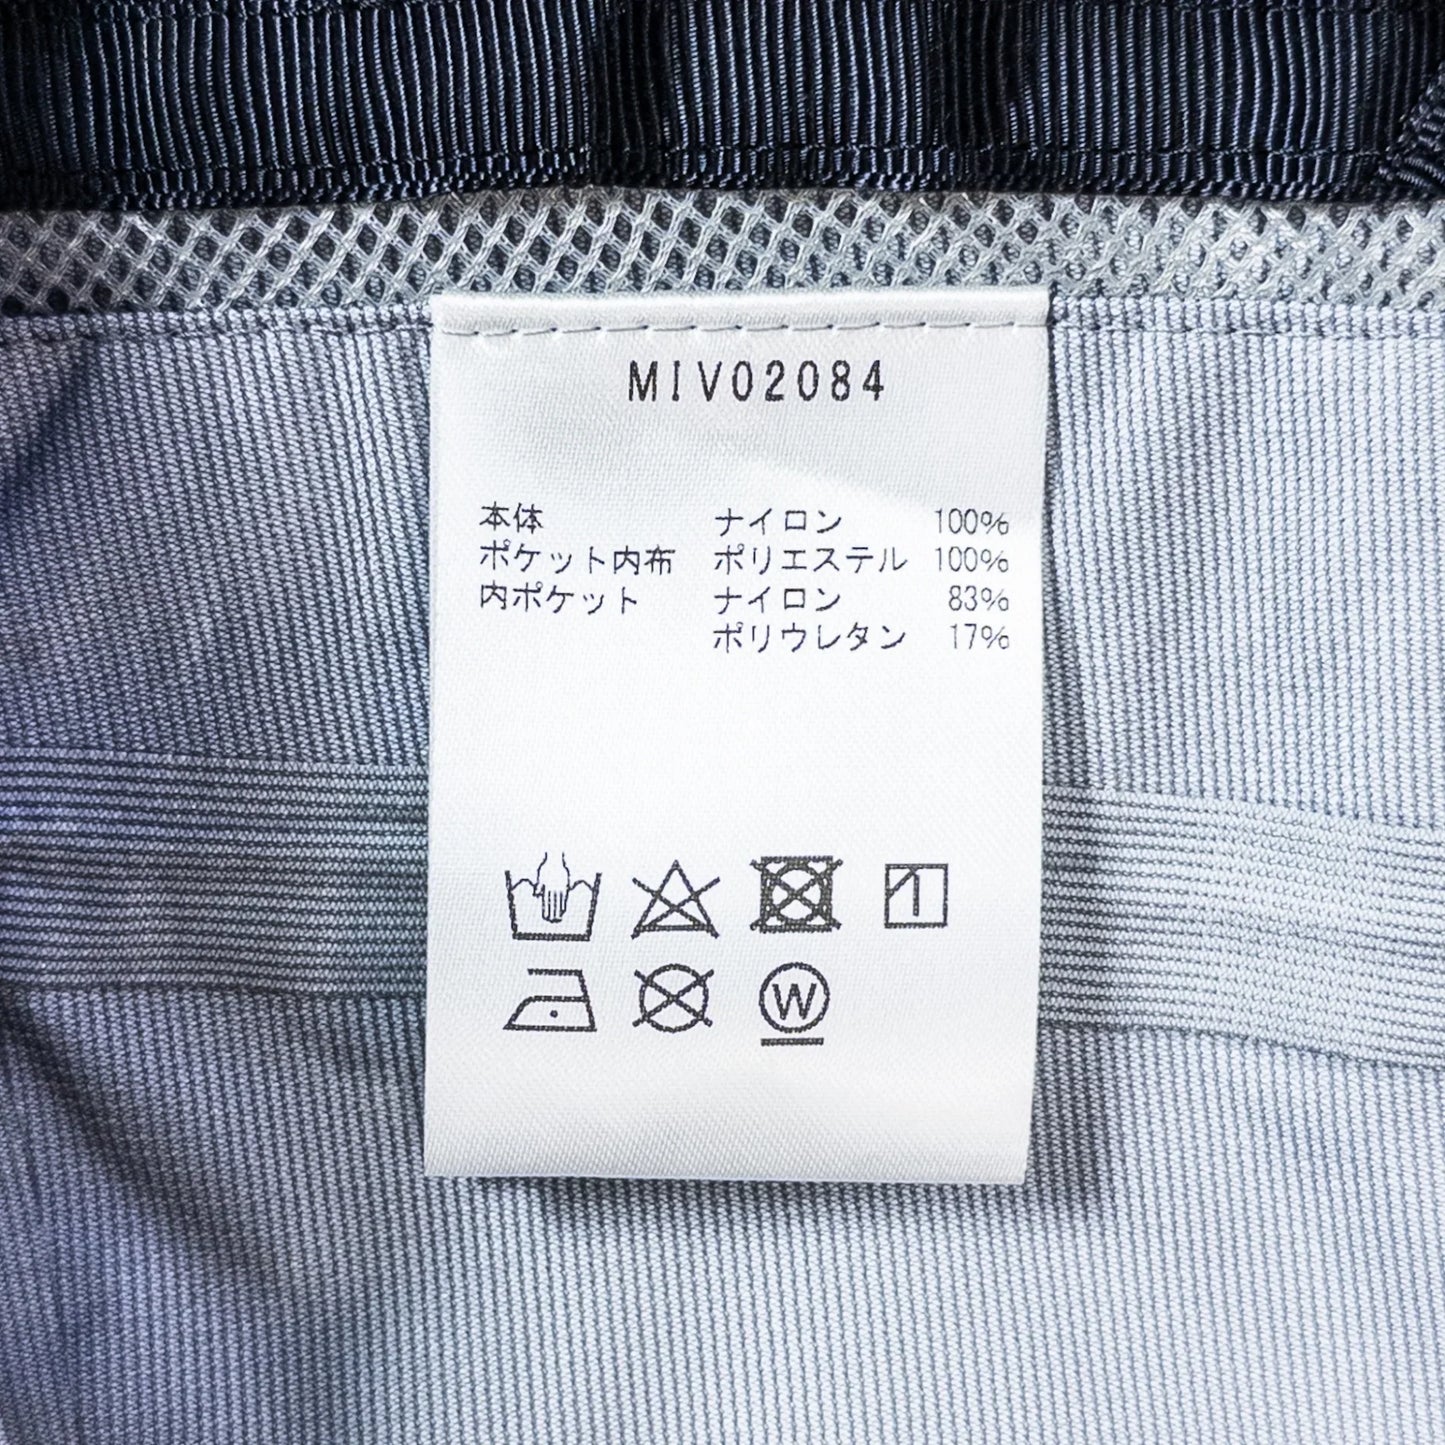 MIV02084
本体 ナイロン 100%
ポケット内布 ポリエステル 100%
内ポケット ナイロン 83%
ポリウレタン 17%
W